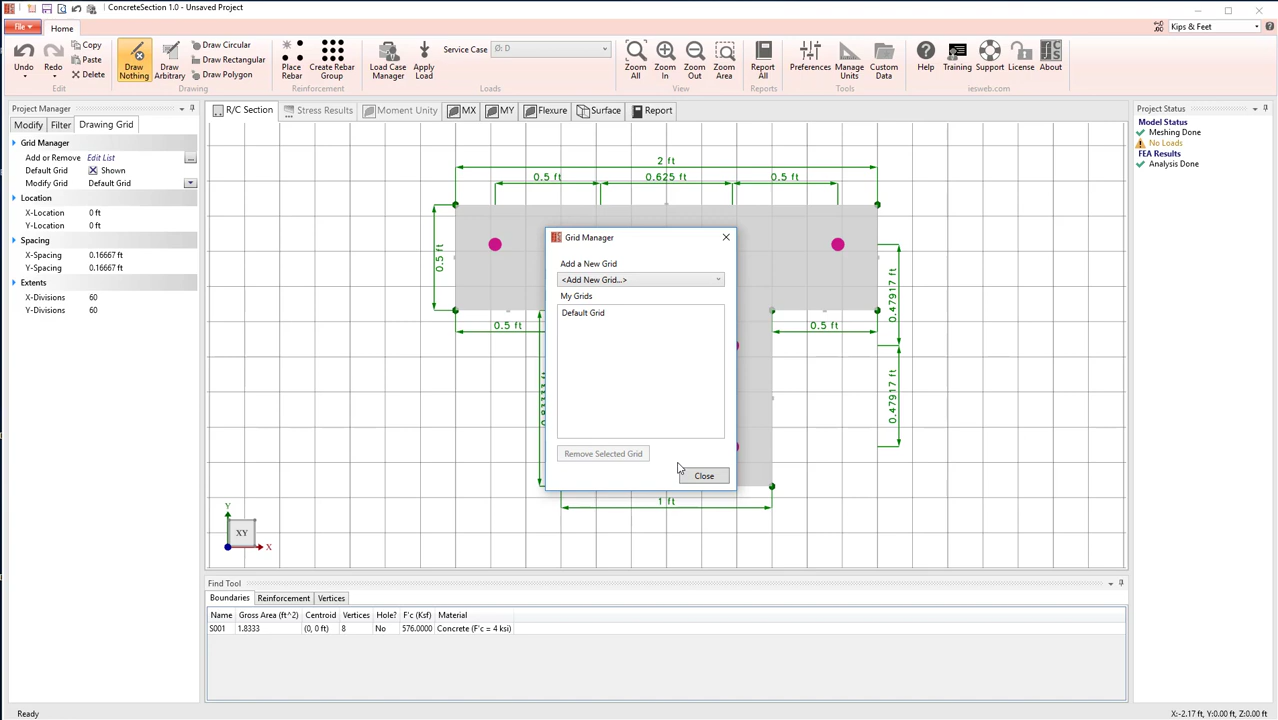 ConcreteSection 1.0 - Unsaved Project
File Home Kips & Feet
Undo Redo Copy Paste Delete Edit
Draw Nothing Draw Arbitrary Draw Circular Draw Rectangular Draw Polygon Drawing
Place Rebar Create Rebar Group Reinforcement
Load Case Manager Apply Load Service Case Ø: D Loads
Zoom All Zoom In Zoom Out Zoom Area View
Report All Reports
Preferences Manage Units Custom Data Tools
Help Training Support License About iesweb.com
Project Manager
Modify Filter Drawing Grid
Grid Manager
Add or Remove Edit List ...
Default Grid Shown
Modify Grid Default Grid
Location
X-Location 0 ft
Y-Location 0 ft
Spacing
X-Spacing 0.16667 ft
Y-Spacing 0.16667 ft
Extents
X-Divisions 60
Y-Divisions 60
R/C Section Stress Results Moment Unity MX MY Flexure Surface Report
2 ft
0.5 ft 0.625 ft 0.5 ft
0.5 ft
0.47917 ft
0.5 ft 0.5 ft
0.47917 ft
1 ft
Y
XY
X
Grid Manager
Add a New Grid
<Add New Grid...>
My Grids
Default Grid
Remove Selected Grid
Close
Project Status
Model Status
Meshing Done
No Loads
FEA Results
Analysis Done
Find Tool
Boundaries Reinforcement Vertices
Name Gross Area (ft^2) Centroid Vertices Hole? F'c (Ksf) Material
S001 1.8333 (0, 0 ft) 8 No 576.0000 Concrete (F'c = 4 ksi)
Ready X:-2.17 ft, Y:0.00 ft, Z:0.00 ft